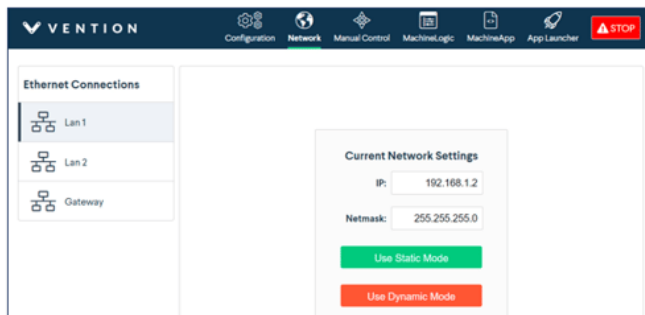 VENTION
Configuration
Network
Manual Control
MachineLogic
MachineApp
App Launcher
STOP
Ethernet Connections
Lan 1
Lan 2
Gateway
Current Network Settings
IP: 192.168.1.2
Netmask: 255.255.255.0
Use Static Mode
Use Dynamic Mode